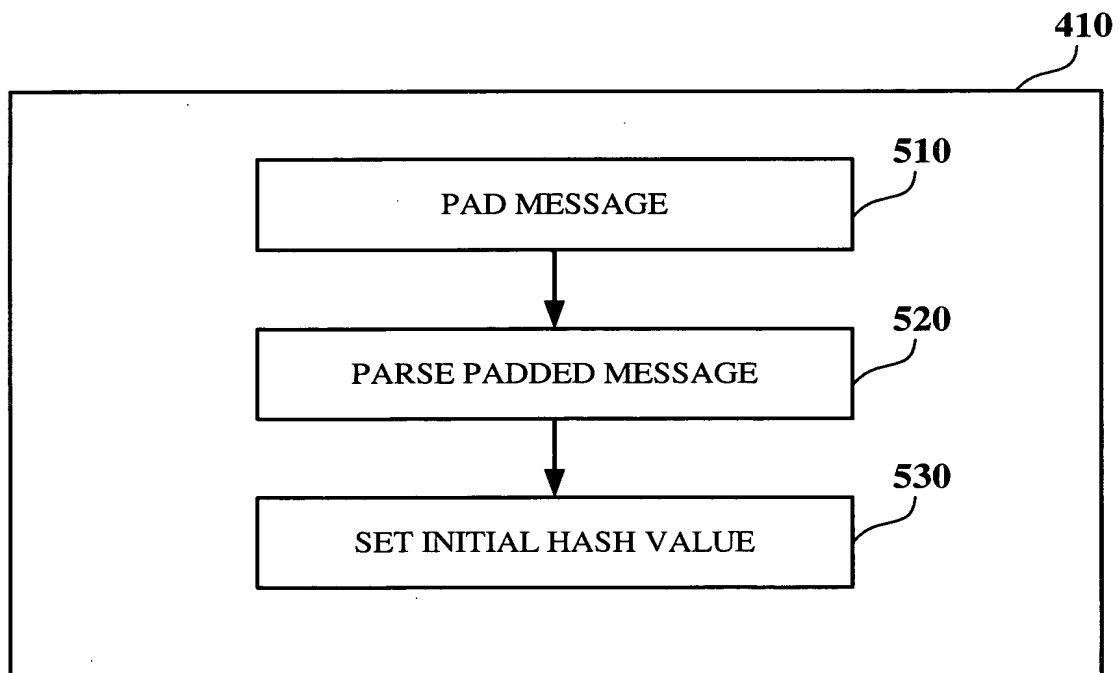 410
510
PAD MESSAGE
520
PARSE PADDED MESSAGE
530
SET INITIAL HASH VALUE